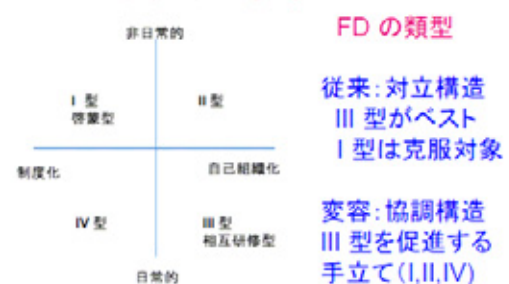 非日常的
FD の類型
I 型
啓蒙型
II 型
従来：対立構造
III 型がベスト
I 型は克服対象
制度化
自己組織化
IV 型
III 型
相互研修型
変容：協調構造
III 型を促進する
手立て(I,II,IV)
日常的